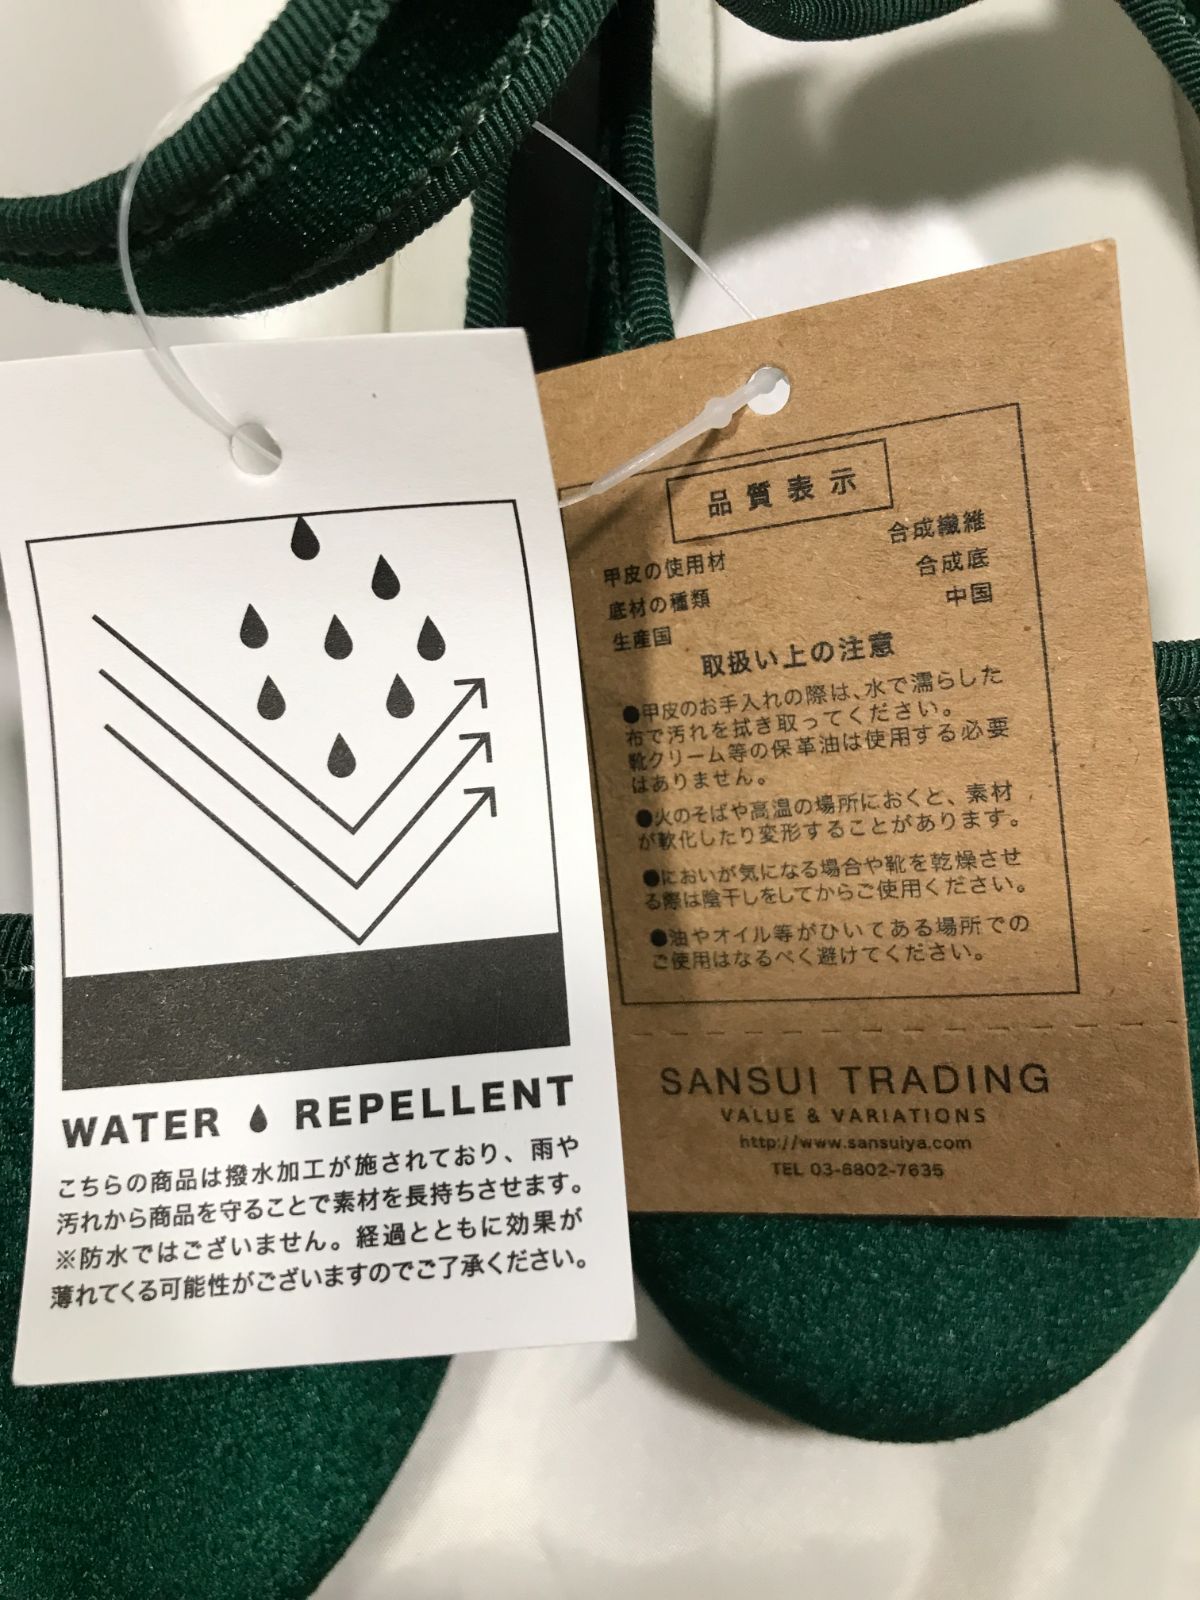 WATER REPELLENT
こちらの商品は撥水加工が施されており、雨や
汚れから商品を守ることで素材を長持ちさせます。
※防水ではございません。経過とともに効果が
薄れてくる可能性がございますのでご了承ください。
品質表示
甲皮の使用材 合成繊維
底材の種類 合成底
生産国 中国
取扱い上の注意
●甲皮のお手入れの際は、水で濡らした
布で汚れを拭き取ってください。
靴クリーム等の保革油は使用する必要
はありません。
●火のそばや高温の場所におくと、素材
が軟化したり変形することがあります。
●においが気になる場合や靴を乾燥させ
る際は陰干しをしてからご使用ください。
●油やオイル等がひいてある場所での
ご使用はなるべく避けてください。
SANSUI TRADING
VALUE & VARIATIONS
http://www.sansuiya.com
TEL 03-6802-7635